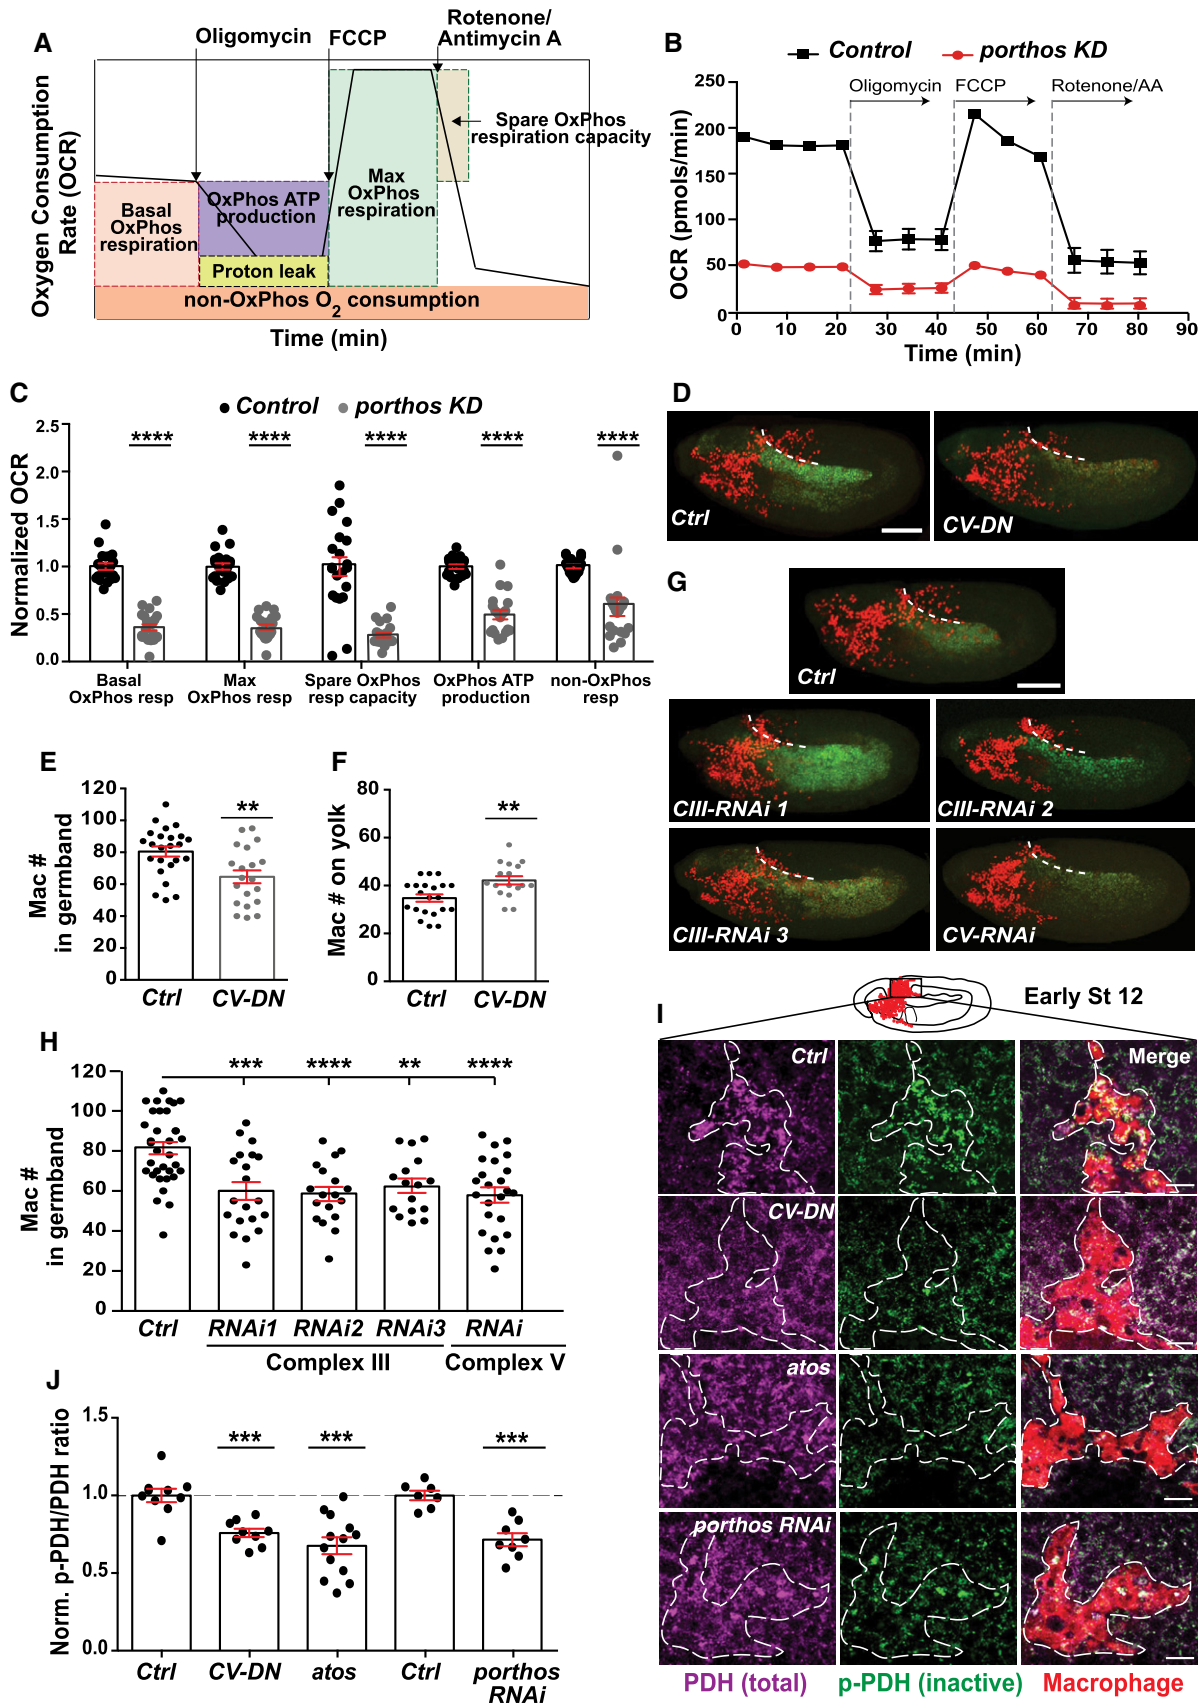 A
Oligomycin
FCCP
Rotenone/
Antimycin A
Oxygen Consumption
Rate (OCR)
Spare OxPhos
respiration capacity
Basal
OxPhos
respiration
OxPhos ATP
production
Max
OxPhos
respiration
Proton leak
non-OxPhos O2 consumption
Time (min)
B
Control
porthos KD
Oligomycin
FCCP
Rotenone/AA
OCR (pmols/min)
250
200
150
100
50
0
0 10 20 30 40 50 60 70 80 90
Time (min)
C
Control
porthos KD
Normalized OCR
2.5
2.0
1.5
1.0
0.5
0.0
**** **** **** **** ****
Basal
OxPhos resp
Max
OxPhos resp
Spare OxPhos
resp capacity
OxPhos ATP
production
non-OxPhos
resp
D
Ctrl
CV-DN
E
Mac #
in germband
120
100
80
60
40
20
0
**
Ctrl
CV-DN
F
Mac # on yolk
80
60
40
20
0
**
Ctrl
CV-DN
G
Ctrl
CIII-RNAi 1
CIII-RNAi 2
CIII-RNAi 3
CV-RNAi
H
Mac #
in germband
120
100
80
60
40
20
0
*** **** ** ****
Ctrl RNAi1 RNAi2 RNAi3 RNAi
Complex III
Complex V
I
Early St 12
Ctrl
Merge
CV-DN
atos
porthos RNAi
PDH (total)
p-PDH (inactive)
Macrophage
J
Norm. p-PDH/PDH ratio
1.5
1.0
0.5
0.0
*** *** ***
Ctrl CV-DN atos Ctrl porthos
RNAi